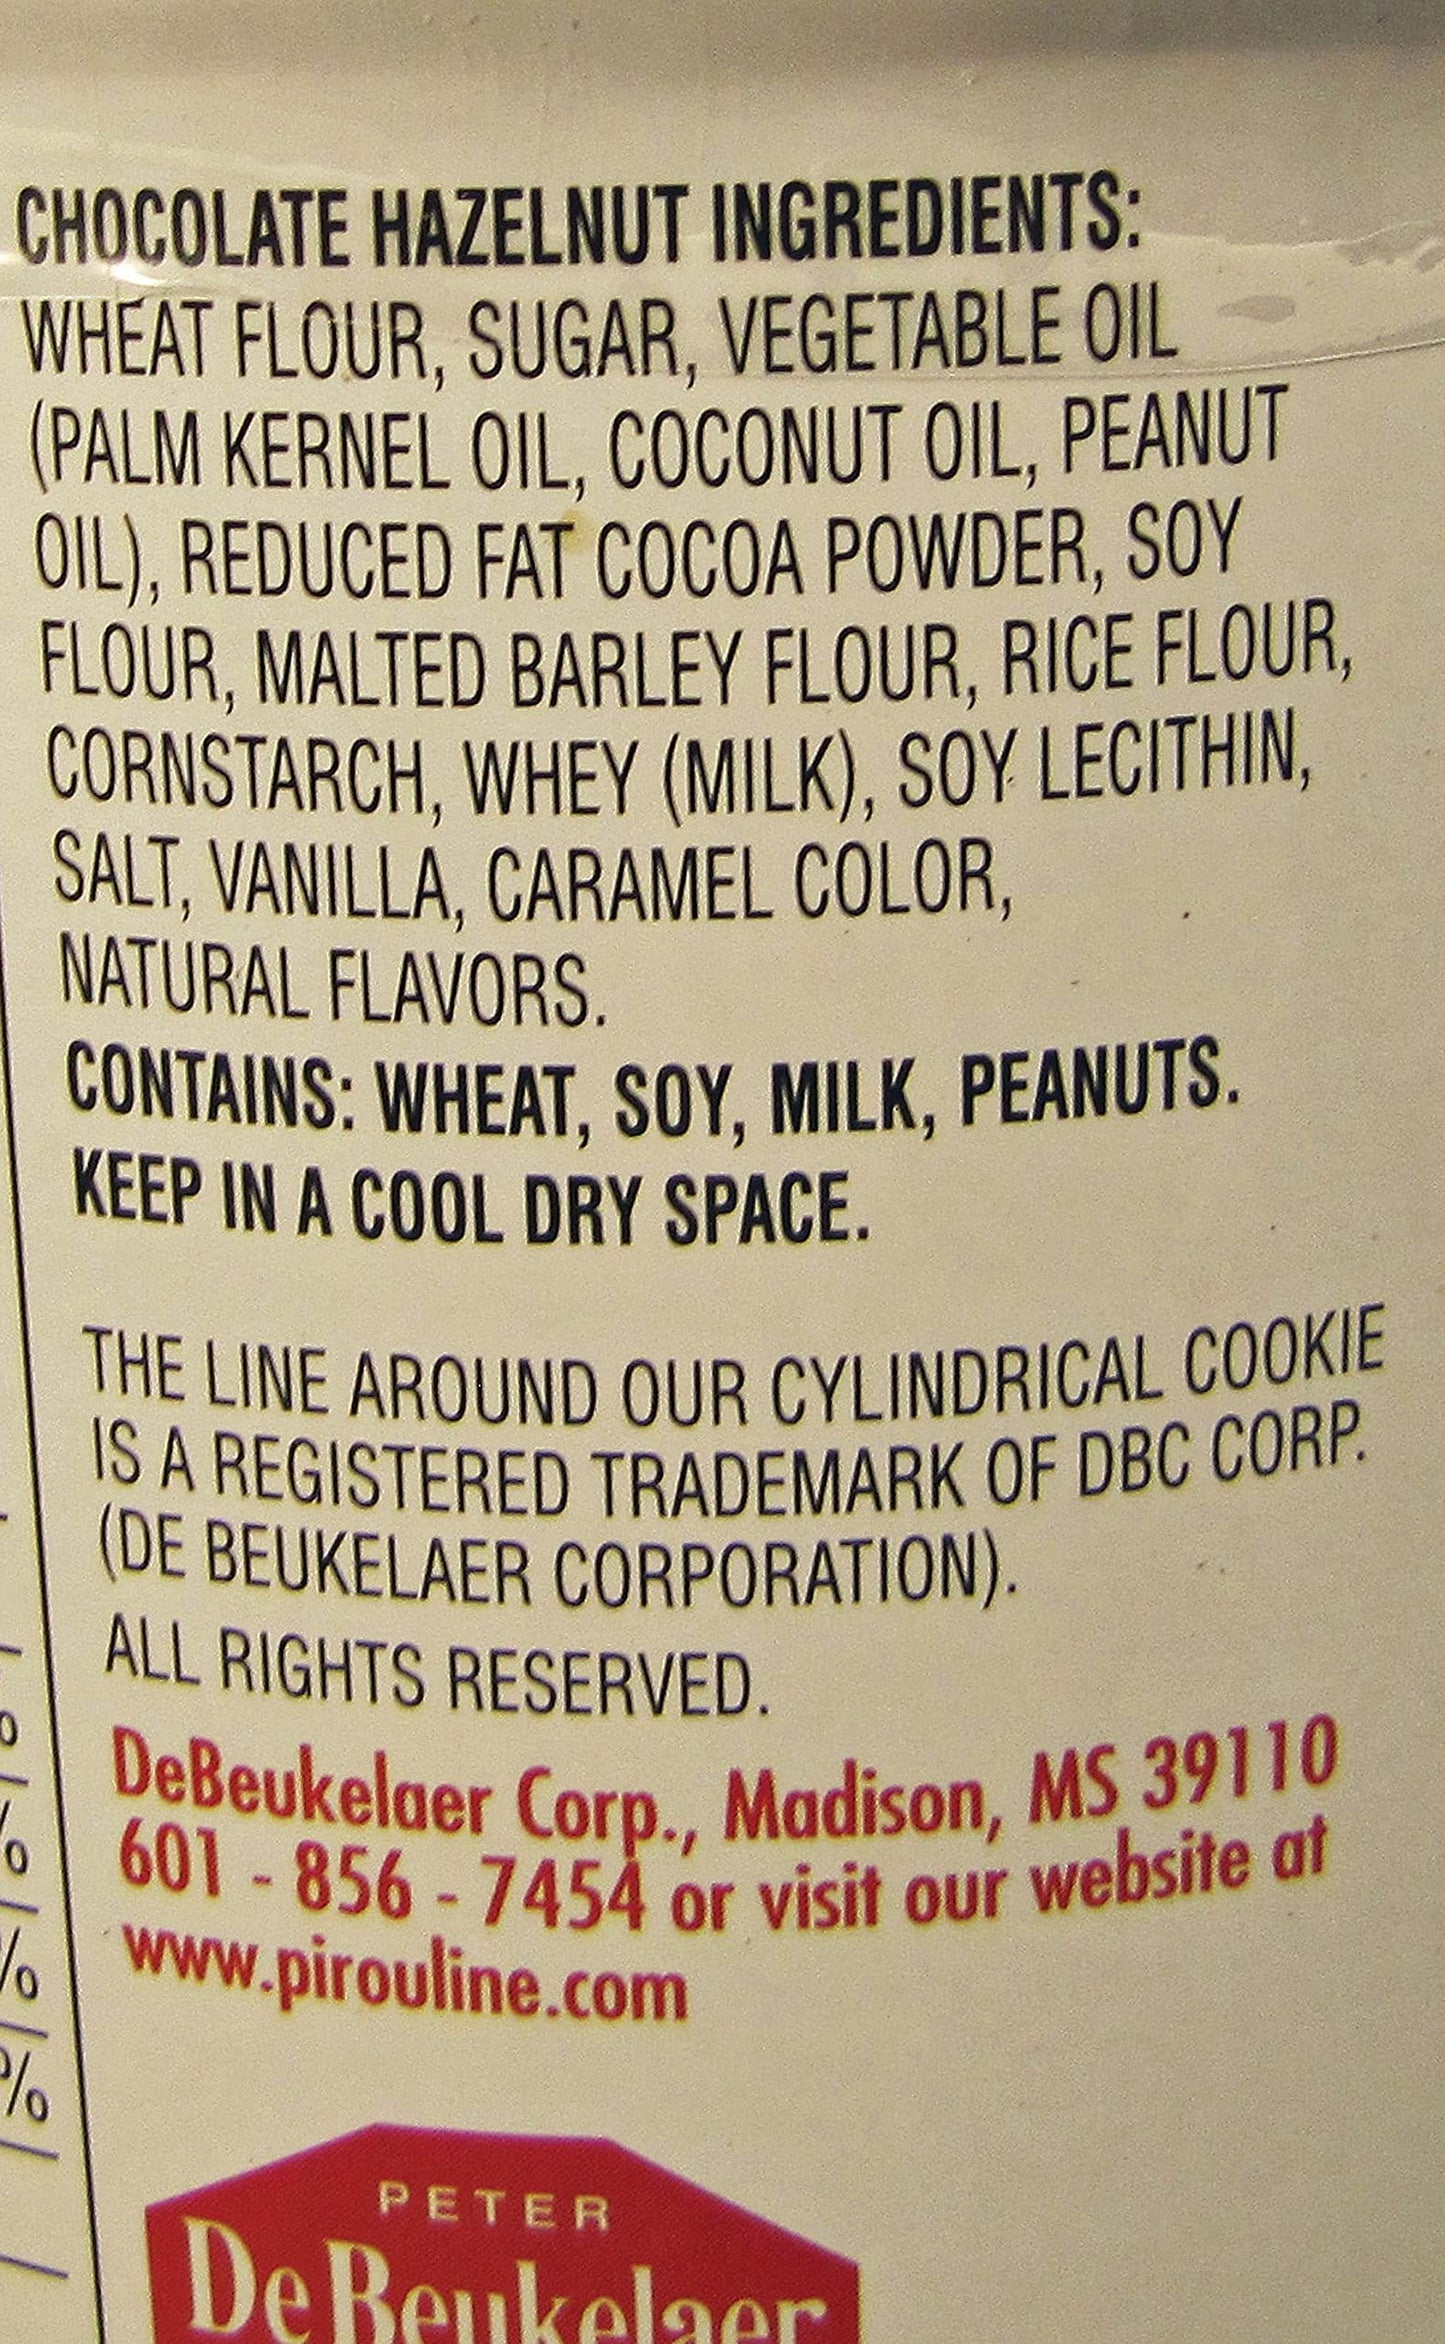 CHOCOLATE HAZELNUT INGREDIENTS:
WHEAT FLOUR, SUGAR, VEGETABLE OIL
(PALM KERNEL OIL, COCONUT OIL, PEANUT
OIL), REDUCED FAT COCOA POWDER, SOY
FLOUR, MALTED BARLEY FLOUR, RICE FLOUR,
CORNSTARCH, WHEY (MILK), SOY LECITHIN,
SALT, VANILLA, CARAMEL COLOR,
NATURAL FLAVORS.
CONTAINS: WHEAT, SOY, MILK, PEANUTS.
KEEP IN A COOL DRY SPACE.
THE LINE AROUND OUR CYLINDRICAL COOKIE
IS A REGISTERED TRADEMARK OF DBC CORP.
(DE BEUKELAER CORPORATION).
ALL RIGHTS RESERVED.
DeBeukelaer Corp., Madison, MS 39110
601 - 856 - 7454 or visit our website at
www.pirouline.com
PETER
DeBeukelaer